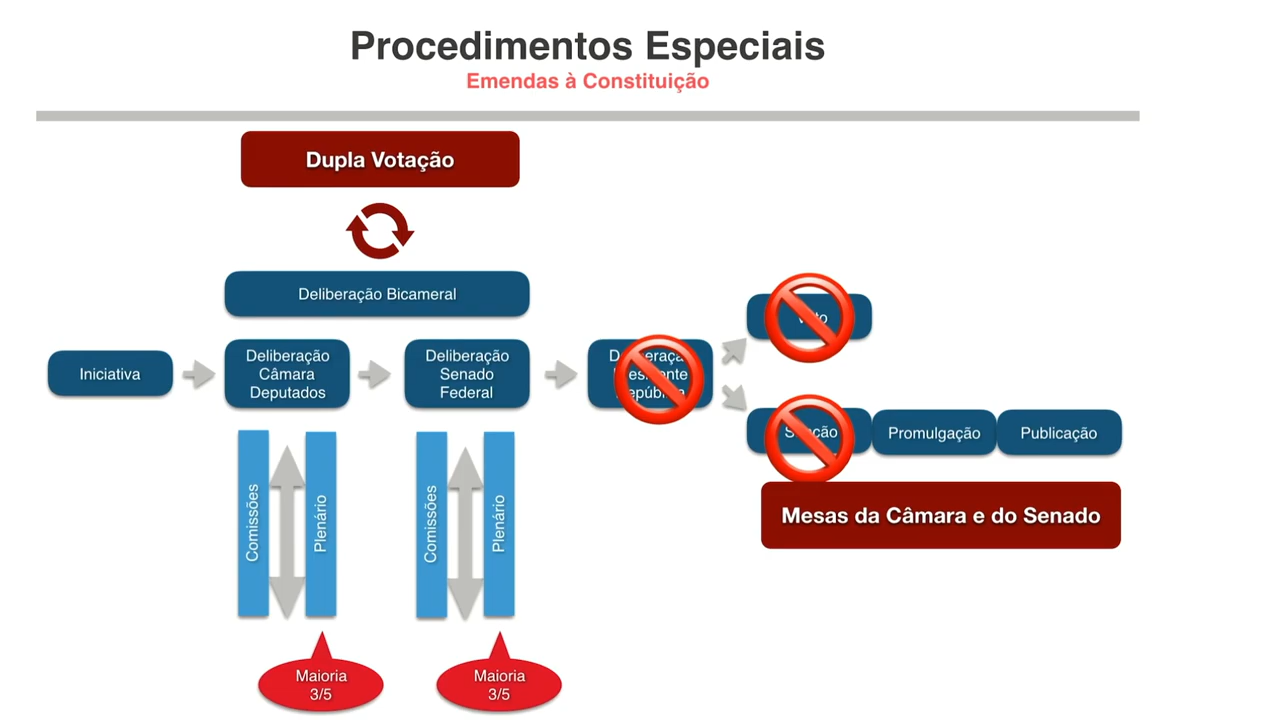 Procedimentos Especiais
Emendas à Constituição
Dupla Votação
Deliberação Bicameral
Iniciativa
Deliberação
Câmara
Deputados
Deliberação
Senado
Federal
Promulgação
Publicação
Mesas da Câmara e do Senado
Comissões
Plenário
Comissões
Plenário
Maioria
3/5
Maioria
3/5